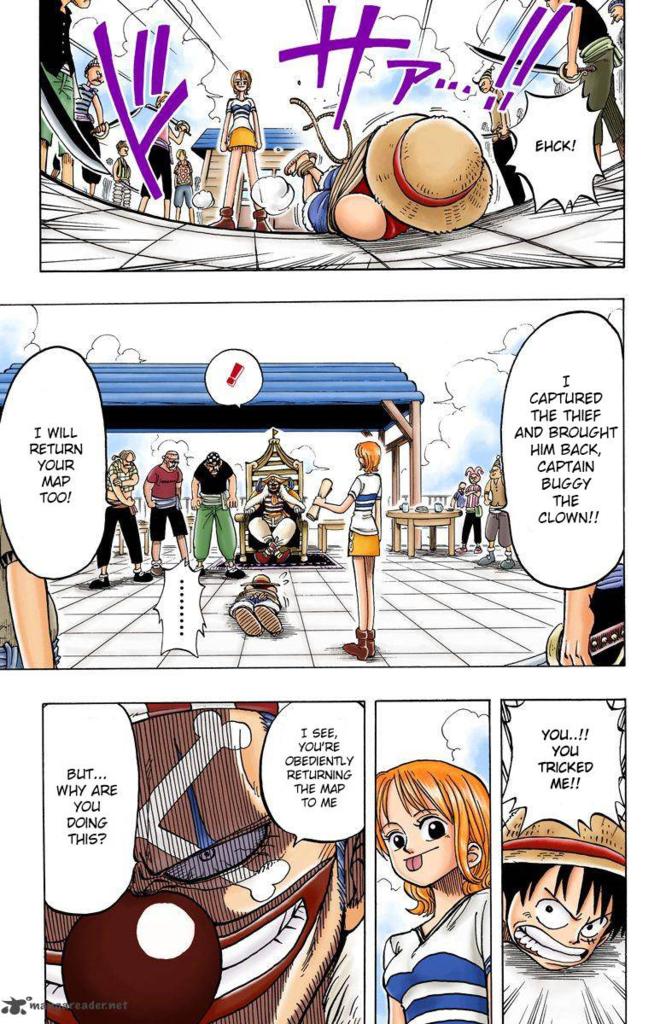 ドサァ…!!
EHCK!
I
CAPTURED
THE THIEF
AND BROUGHT
HIM BACK,
CAPTAIN
BUGGY
THE
CLOWN!!
I WILL
RETURN
YOUR
MAP
TOO!
!
........
YOU..!!
YOU
TRICKED
ME!!
I SEE,
YOU'RE
OBEDIENTLY
RETURNING
THE MAP
TO ME
BUT...
WHY ARE
YOU
DOING
THIS?
mangareader.net